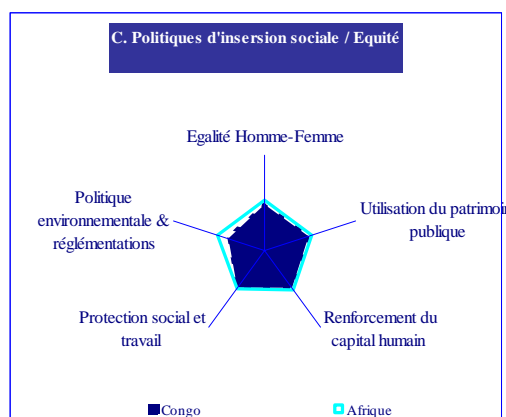 C. Politiques d'insersion sociale / Equité
Egalité Homme-Femme
Politique
environnementale &
réglémentations
Utilisation du patrimoir
publique
Protection social et
travail
Renforcement du
capital humain
Congo
Afrique